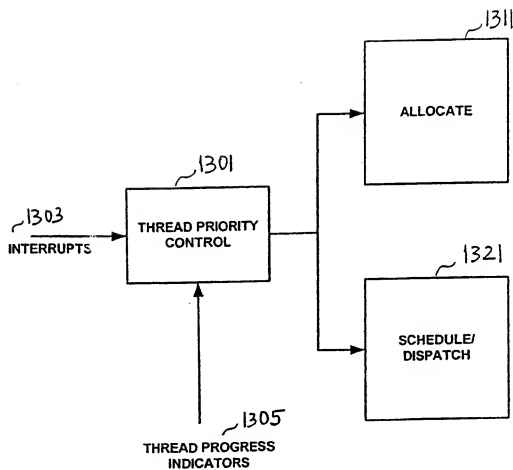 1311
ALLOCATE
1301
THREAD PRIORITY
CONTROL
1303
INTERRUPTS
1321
SCHEDULE/
DISPATCH
1305
THREAD PROGRESS
INDICATORS